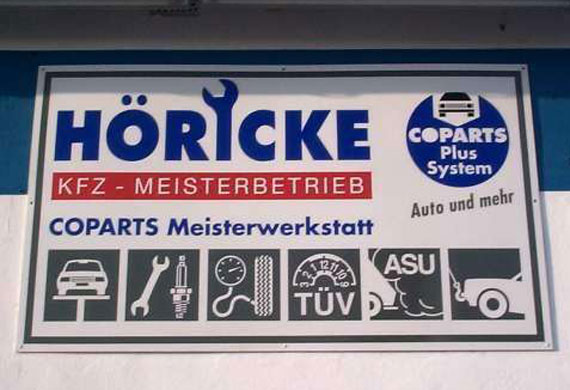 HÖRICKE
KFZ - MEISTERBETRIEB
COPARTS Meisterwerkstatt
COPARTS
Plus
System
Auto und mehr
TÜV
ASU